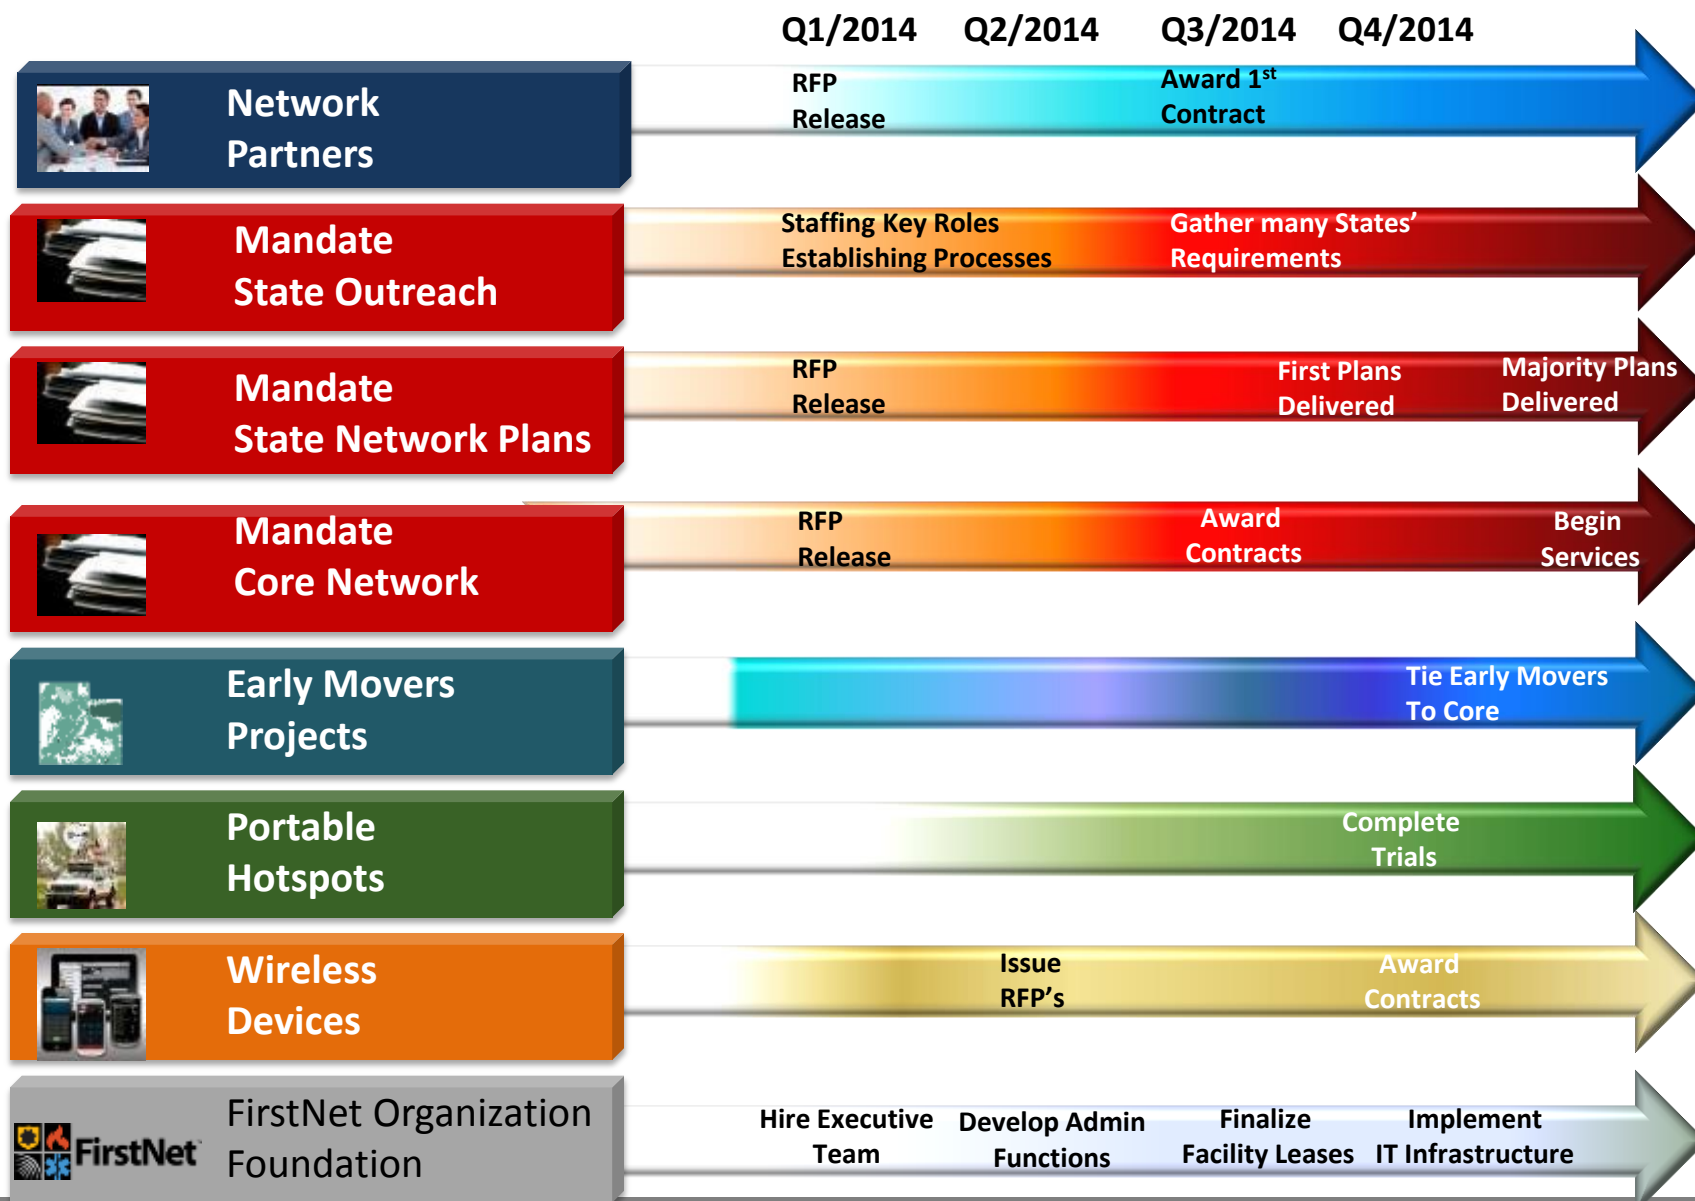 Q1/2014 Q2/2014 Q3/2014 Q4/2014
Network
Partners
RFP
Release
Award 1st
Contract
Mandate
State Outreach
Staffing Key Roles
Establishing Processes
Gather many States’
Requirements
Mandate
State Network Plans
RFP
Release
First Plans
Delivered
Majority Plans
Delivered
Mandate
Core Network
RFP
Release
Award
Contracts
Begin
Services
Early Movers
Projects
Tie Early Movers
To Core
Portable
Hotspots
Complete
Trials
Wireless
Devices
Issue
RFP’s
Award
Contracts
FirstNet™
FirstNet Organization
Foundation
Hire Executive
Team
Develop Admin
Functions
Finalize
Facility Leases
Implement
IT Infrastructure